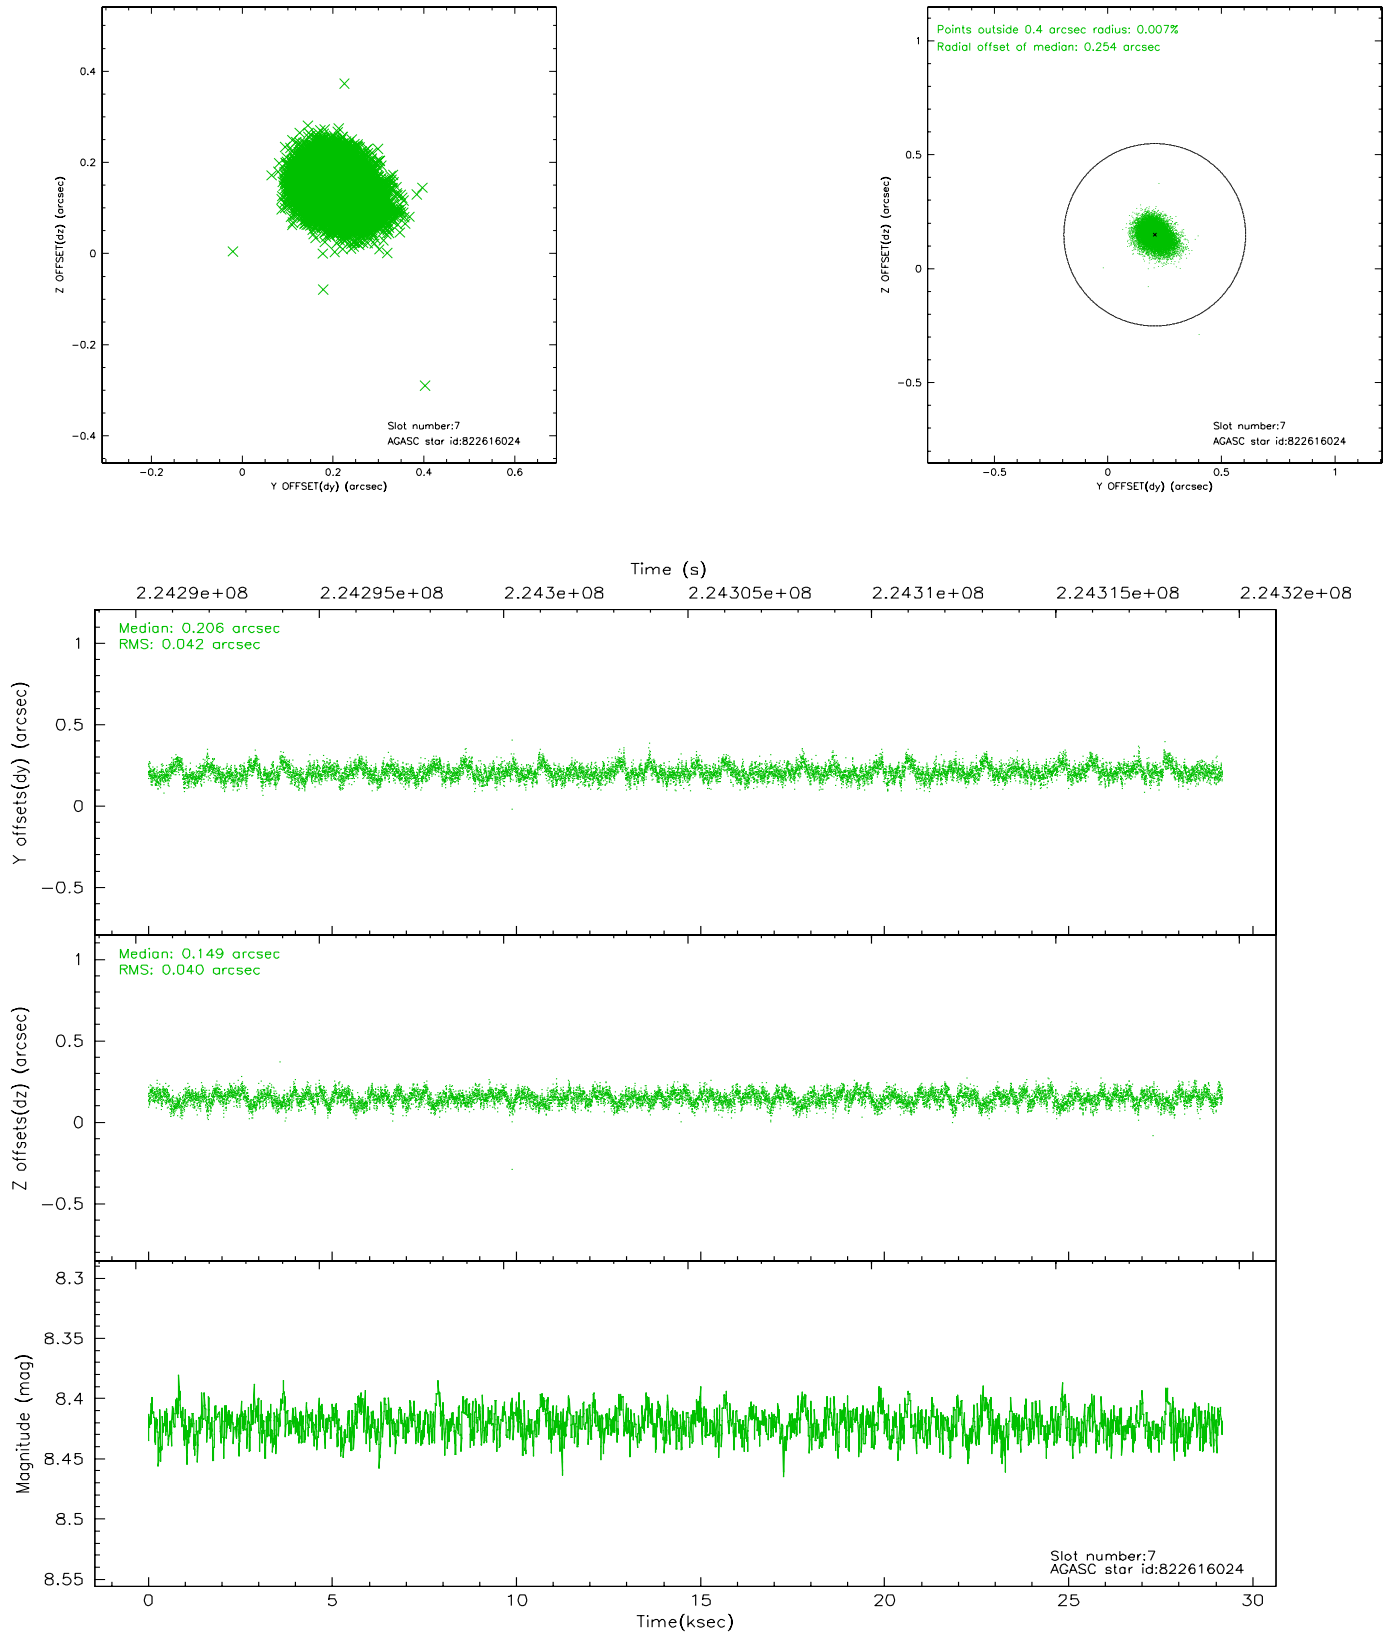 0.4
0.2
0
−0.2
−0.4
Z OFFSET(dz) (arcsec)
Slot number:7
AGASC star id:822616024
−0.2
0
0.2
0.4
0.6
Y OFFSET(dy) (arcsec)
Points outside 0.4 arcsec radius: 0.007%
Radial offset of median: 0.254 arcsec
1
0.5
0
−0.5
Z OFFSET(dz) (arcsec)
Slot number:7
AGASC star id:822616024
−0.5
0
0.5
1
Y OFFSET(dy) (arcsec)
Time (s)
2.2429e+08
2.24295e+08
2.243e+08
2.24305e+08
2.2431e+08
2.24315e+08
2.2432e+08
Median: 0.206 arcsec
RMS: 0.042 arcsec
1
0.5
0
−0.5
Y offsets(dy) (arcsec)
Median: 0.149 arcsec
RMS: 0.040 arcsec
1
0.5
0
−0.5
Z offsets(dz) (arcsec)
8.3
8.35
8.4
8.45
8.5
8.55
Magnitude (mag)
Slot number:7
AGASC star id:822616024
0
5
10
15
20
25
30
Time(ksec)